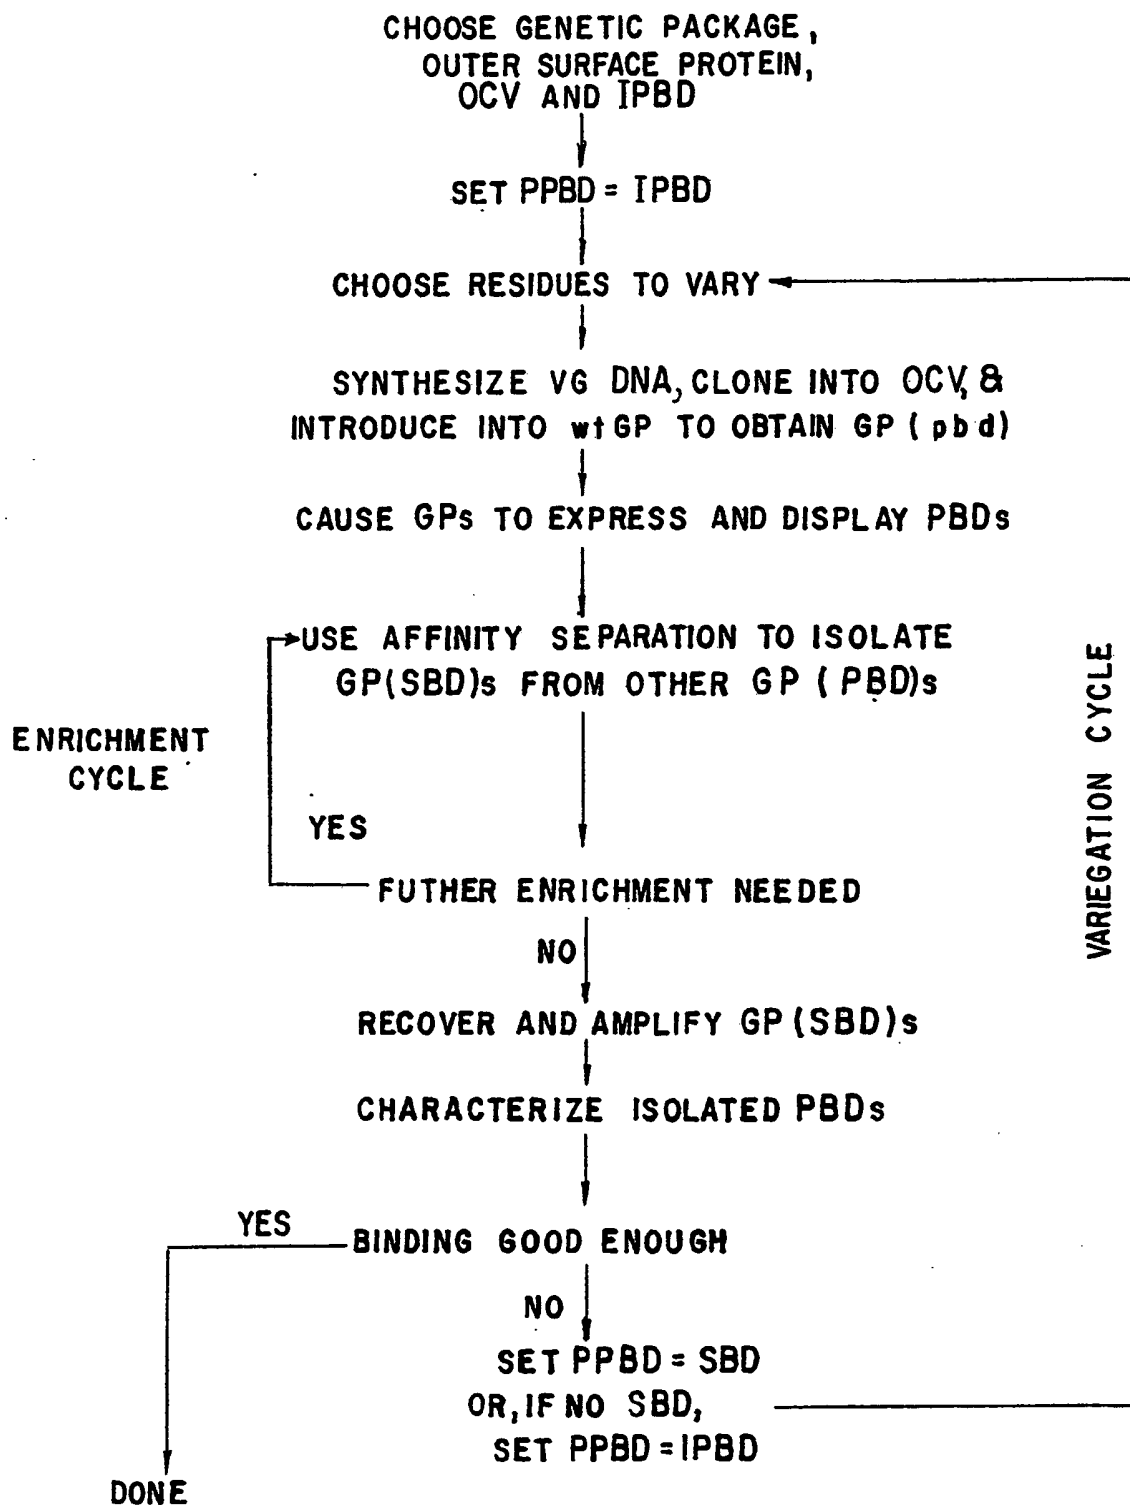 CHOOSE GENETIC PACKAGE,
OUTER SURFACE PROTEIN,
OCV AND IPBD
SET PPBD = IPBD
CHOOSE RESIDUES TO VARY
SYNTHESIZE VG DNA, CLONE INTO OCV, &
INTRODUCE INTO wtGP TO OBTAIN GP (pbd)
CAUSE GPs TO EXPRESS AND DISPLAY PBDs
USE AFFINITY SEPARATION TO ISOLATE
GP(SBD)s FROM OTHER GP (PBD)s
ENRICHMENT
CYCLE
VARIEGATION CYCLE
YES
FUTHER ENRICHMENT NEEDED
NO
RECOVER AND AMPLIFY GP(SBD)s
CHARACTERIZE ISOLATED PBDs
YES
BINDING GOOD ENOUGH
NO
SET PPBD = SBD
OR, IF NO SBD,
SET PPBD = IPBD
DONE